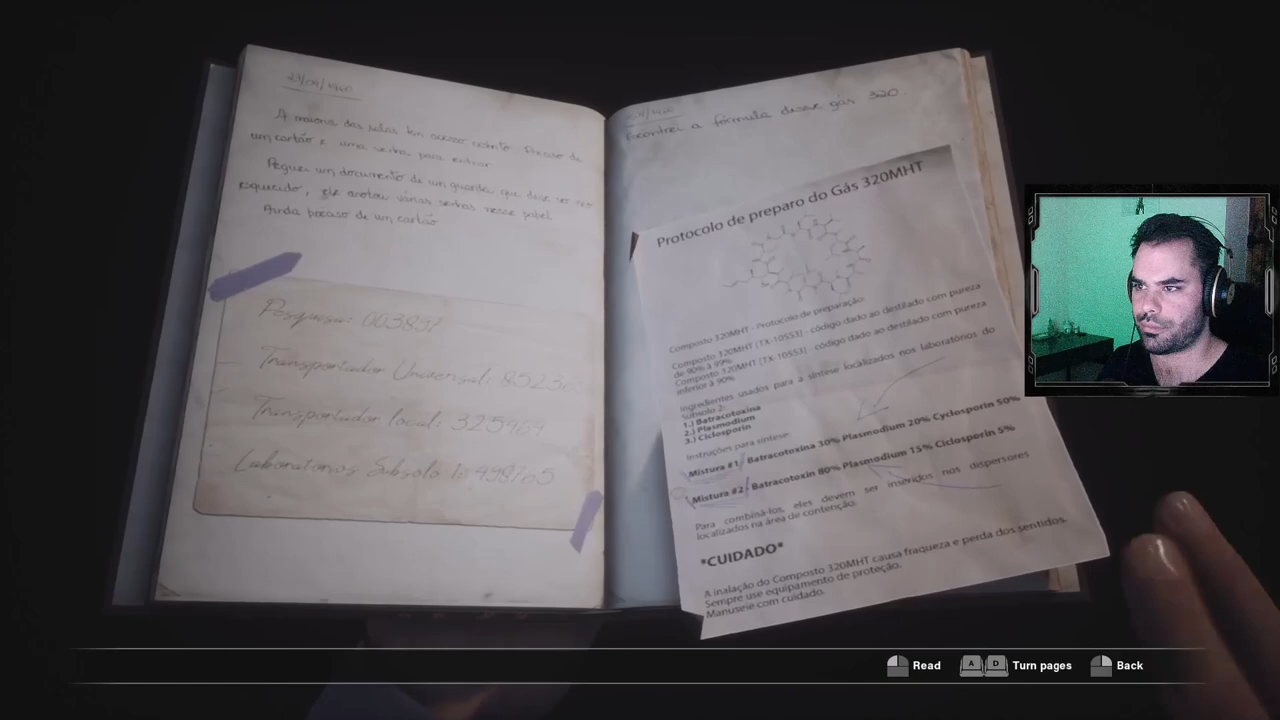 23/09/1940
A maioria das salas tem acesso restrito. Preciso de
um cartão e uma senha para entrar
Peguei um documento de um guarda que deve ser
esquecido, ele anotou várias senhas nesse papel
Ainda preciso de um cartão
Pesquisa: 003897
Transportador Universal: 8523
Transportador local: 325964
Laboratórios Subsolo 1: 498765
Encontrei a fórmula desse gás 320.
Protocolo de preparo do Gás 320MHT
Composto 320MHT - Protocolo de preparação:
Composto 320MHT [TX-10553] - código dado ao destilado com pureza
de 90% à 99%
Composto 320MHT [TX-10553] - código dado ao destilado com pureza
inferior à 90%
Ingredientes usados para a síntese localizados nos laboratórios do
Subsolo 2:
1.) Batracotoxina
2.) Plasmodium
3.) Ciclosporin
Instruções para síntese:
Mistura #1 - Batracotoxina 30% Plasmodium 20% Cyclosporin 50%
Mistura #2 - Batracotoxin 80% Plasmodium 15% Ciclosporin 5%
Para combiná-los, eles devem ser inseridos nos dispersores
localizados na área de contenção.
*CUIDADO*
A inalação do Composto 320MHT causa fraqueza e perda dos sentidos.
Sempre use equipamento de proteção.
Manuseie com cuidado.
Read
A
D
Turn pages
Back